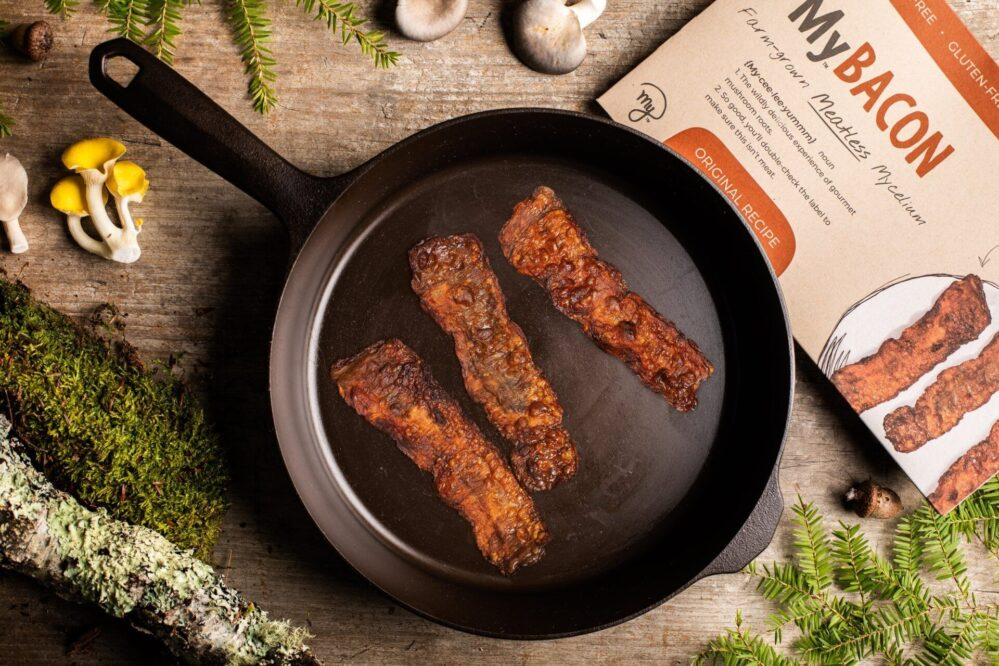 FREE • GLUTEN-FR
My™ BACON
Farm-grown Meatless Mycelium
(My-cee-lee-yummm) noun
1. The wildly delicious experience of gourmet
mushroom roots.
2. So good, you'll double-check the label to
make sure this isn't meat.
my
ORIGINAL RECIPE